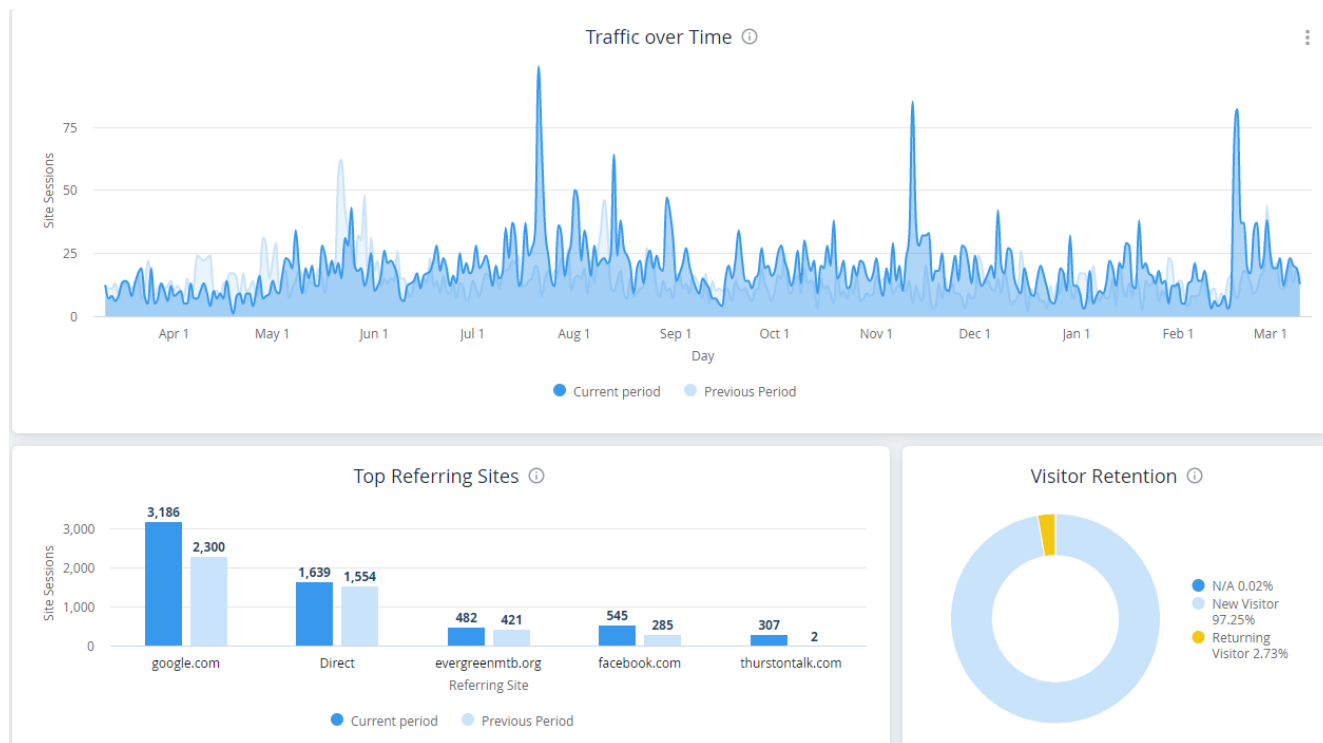 Traffic over Time
75
50
25
0
Site Sessions
Apr 1 May 1 Jun 1 Jul 1 Aug 1 Sep 1 Oct 1 Nov 1 Dec 1 Jan 1 Feb 1 Mar 1
Day
Current period Previous Period
Top Referring Sites
3,000
2,000
1,000
0
Site Sessions
3,186 2,300 1,639 1,554 482 421 545 285 307 2
google.com Direct evergreenmtb.org facebook.com thurstontalk.com
Referring Site
Current period Previous Period
Visitor Retention
N/A 0.02%
New Visitor
97.25%
Returning
Visitor 2.73%